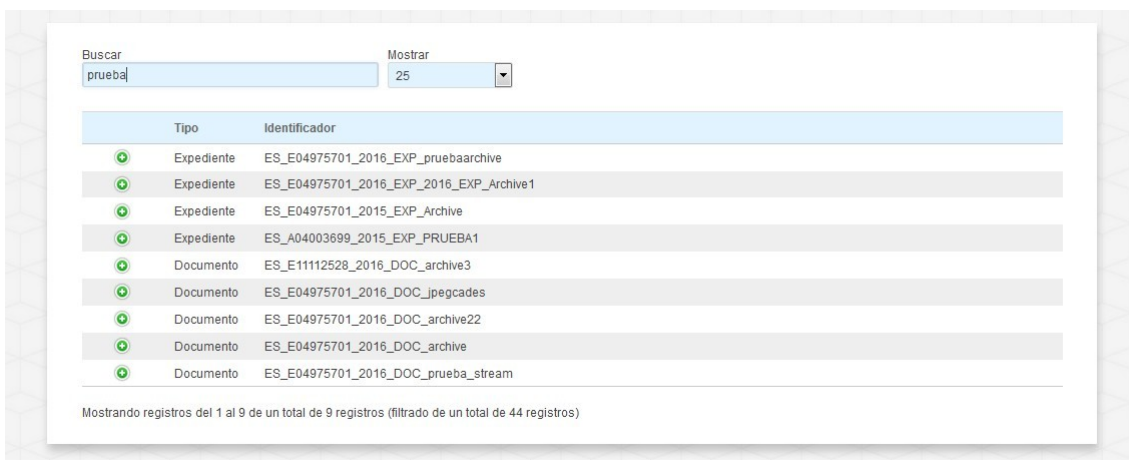 Buscar Mostrar
prueba 25
Tipo Identificador
Expediente ES_E04975701_2016_EXP_pruebaarchive
Expediente ES_E04975701_2016_EXP_2016_EXP_Archive1
Expediente ES_E04975701_2015_EXP_Archive
Expediente ES_A04003699_2015_EXP_PRUEBA1
Documento ES_E11112528_2016_DOC_archive3
Documento ES_E04975701_2016_DOC_jpegcades
Documento ES_E04975701_2016_DOC_archive22
Documento ES_E04975701_2016_DOC_archive
Documento ES_E04975701_2016_DOC_prueba_stream
Mostrando registros del 1 al 9 de un total de 9 registros (filtrado de un total de 44 registros)